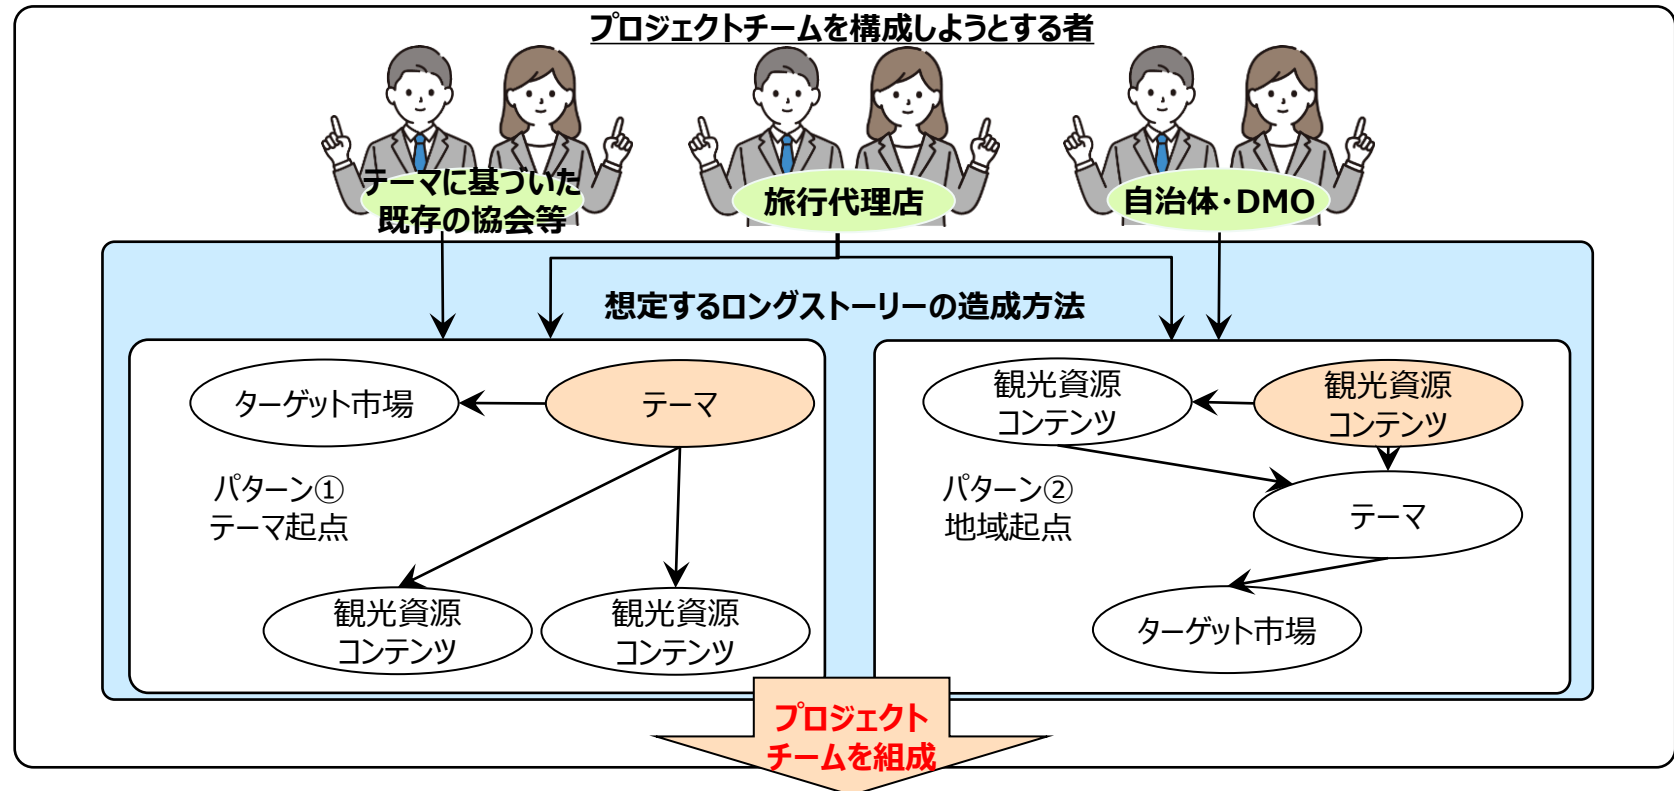 プロジェクトチームを構成しようとする者
テーマに基づいた
既存の協会等
旅行代理店
自治体・DMO
想定するロングストーリーの造成方法
ターゲット市場
テーマ
パターン①
テーマ起点
観光資源
コンテンツ
観光資源
コンテンツ
観光資源
コンテンツ
観光資源
コンテンツ
パターン②
地域起点
テーマ
ターゲット市場
プロジェクト
チームを組成